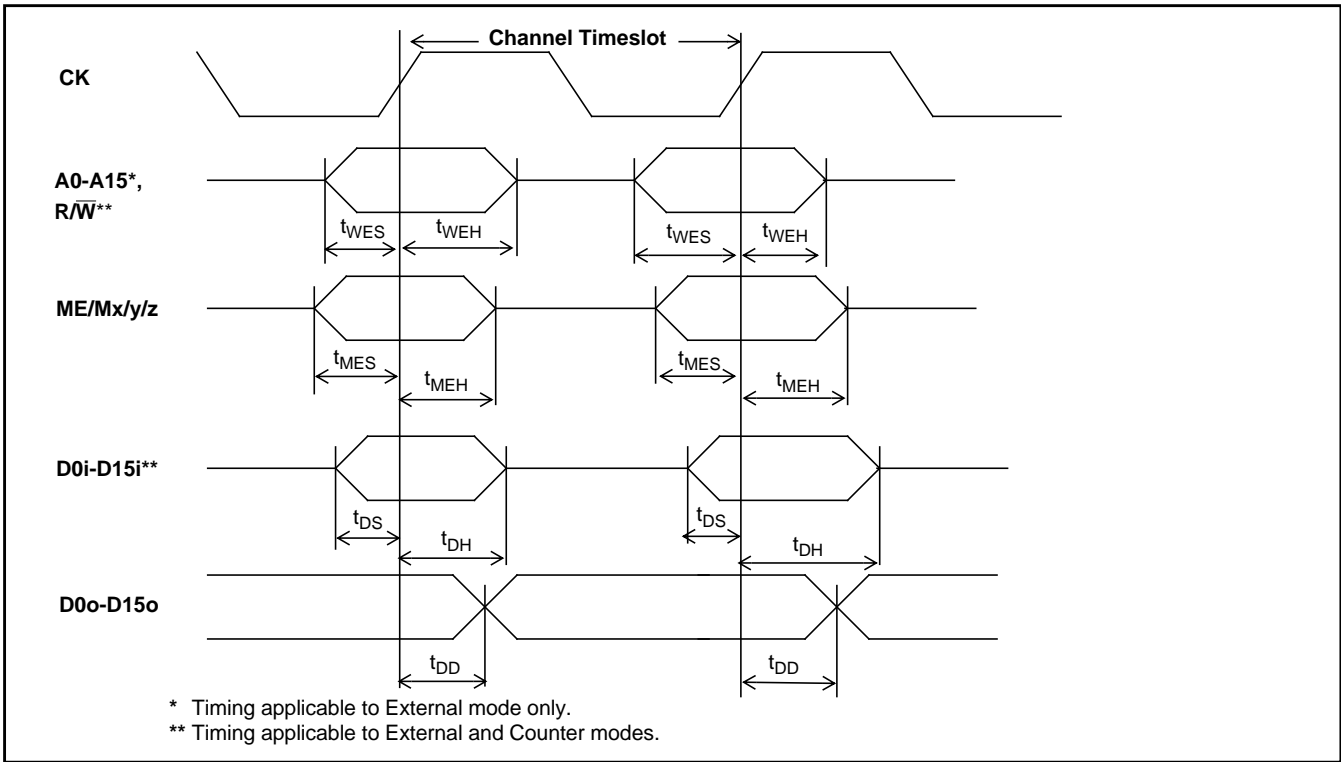 Channel Timeslot
CK
A0-A15*,
R/W̅**
tWES
tWEH
tWES
tWEH
ME/Mx/y/z
tMES
tMEH
tMES
tMEH
D0i-D15i**
tDS
tDH
tDS
tDH
D0o-D15o
tDD
tDD
* Timing applicable to External mode only.
** Timing applicable to External and Counter modes.